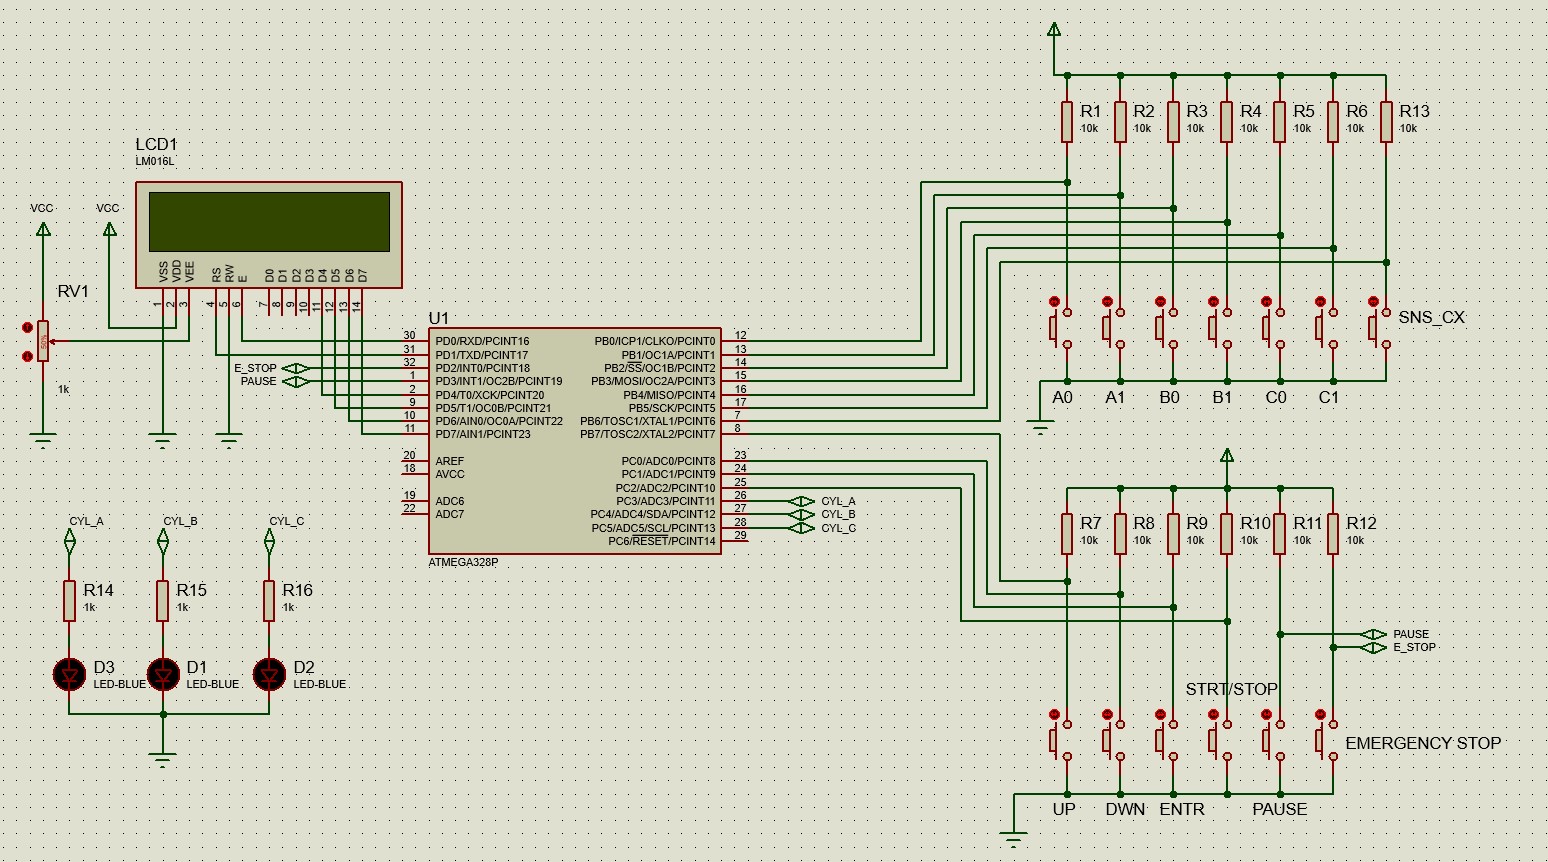 R1
10k
R2
10k
R3
10k
R4
10k
R5
10k
R6
10k
R13
10k
LCD1
LM016L
VCC
VCC
VSS
VDD
VEE
RS
RW
E
D0
D1
D2
D3
D4
D5
D6
D7
1
2
3
4
5
6
7
8
9
10
11
12
13
14
RV1
50%
1k
U1
30 PD0/RXD/PCINT16
31 PD1/TXD/PCINT17
E_STOP 32 PD2/INT0/PCINT18
PAUSE 1 PD3/INT1/OC2B/PCINT19
2 PD4/T0/XCK/PCINT20
9 PD5/T1/OC0B/PCINT21
10 PD6/AIN0/OC0A/PCINT22
11 PD7/AIN1/PCINT23
20 AREF
18 AVCC
19 ADC6
22 ADC7
PB0/ICP1/CLKO/PCINT0 12
PB1/OC1A/PCINT1 13
PB2/SS/OC1B/PCINT2 14
PB3/MOSI/OC2A/PCINT3 15
PB4/MISO/PCINT4 16
PB5/SCK/PCINT5 17
PB6/TOSC1/XTAL1/PCINT6 7
PB7/TOSC2/XTAL2/PCINT7 8
PC0/ADC0/PCINT8 23
PC1/ADC1/PCINT9 24
PC2/ADC2/PCINT10 25
PC3/ADC3/PCINT11 26 CYL_A
PC4/ADC4/SDA/PCINT12 27 CYL_B
PC5/ADC5/SCL/PCINT13 28 CYL_C
PC6/RESET/PCINT14 29
ATMEGA328P
SNS_CX
A0 A1 B0 B1 C0 C1
R7
10k
R8
10k
R9
10k
R10
10k
R11
10k
R12
10k
PAUSE
E_STOP
STRT/STOP
EMERGENCY STOP
UP DWN ENTR PAUSE
CYL_A
CYL_B
CYL_C
R14
1k
R15
1k
R16
1k
D3
LED-BLUE
D1
LED-BLUE
D2
LED-BLUE